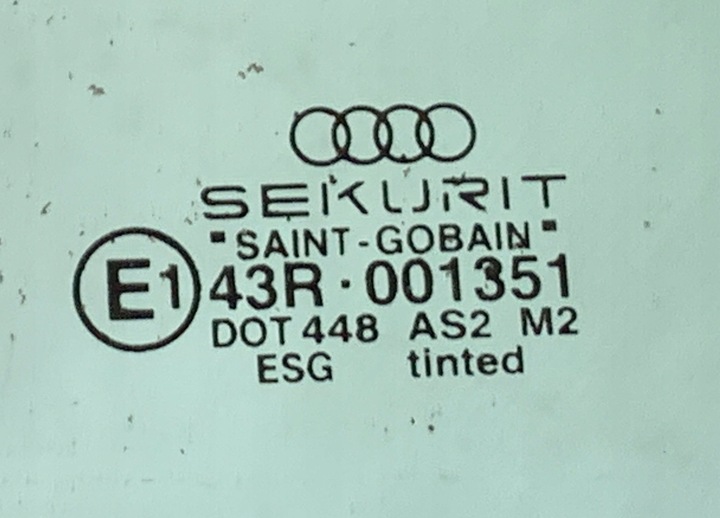 SEKURIT
"SAINT-GOBAIN"
E1 43R·001351
DOT 448 AS2 M2
ESG tinted